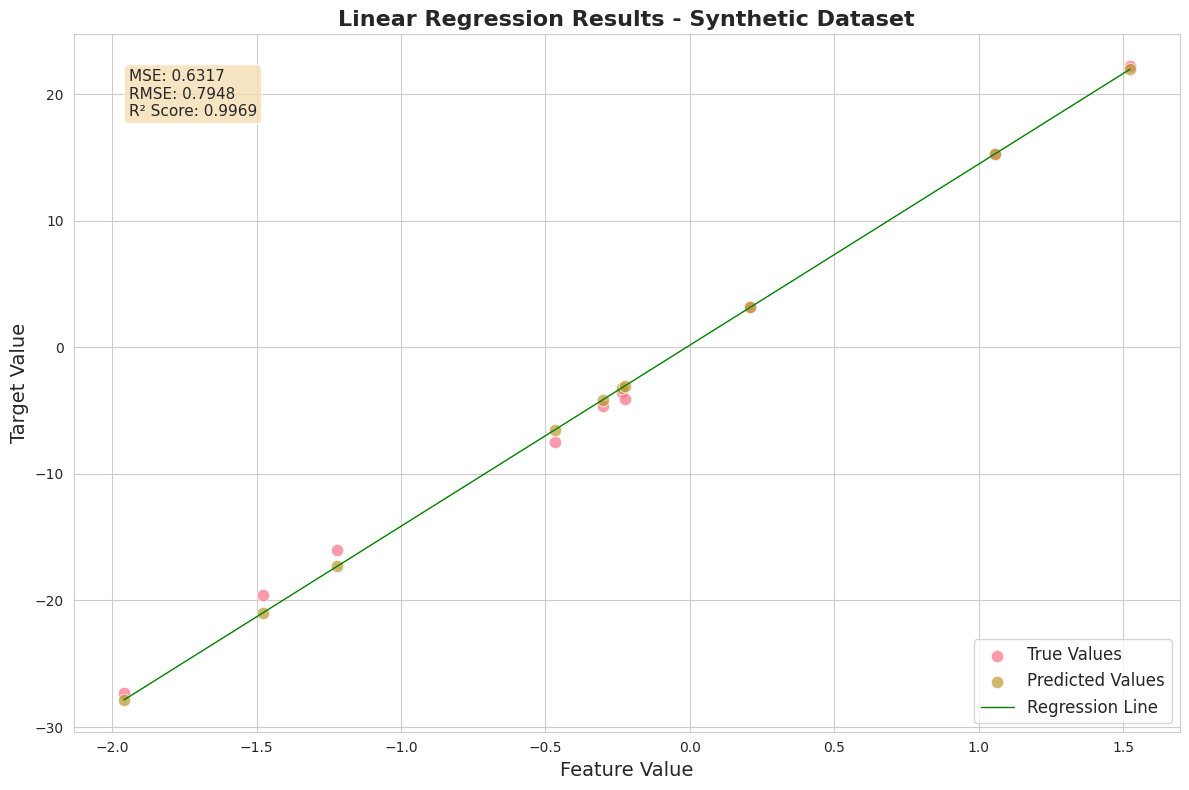 Linear Regression Results - Synthetic Dataset
MSE: 0.6317
RMSE: 0.7948
R² Score: 0.9969
Target Value
20
10
0
−10
−20
−30
−2.0
−1.5
−1.0
−0.5
0.0
0.5
1.0
1.5
Feature Value
True Values
Predicted Values
Regression Line